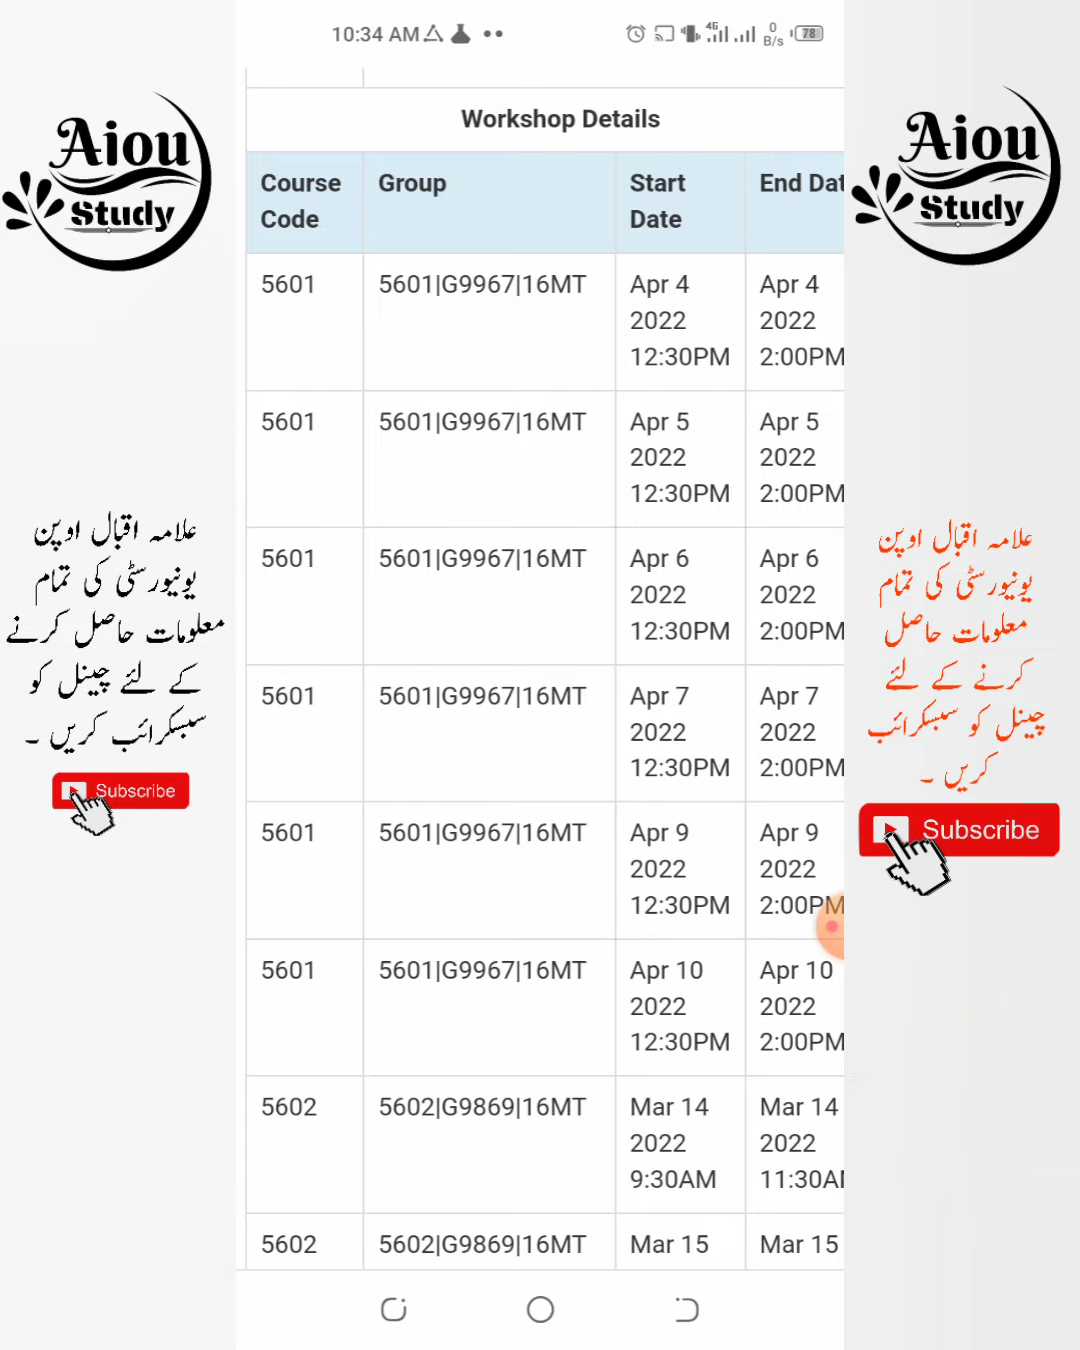 10:34 AM
4G
0
B/s
78
Aiou
Study
Aiou
Study
Workshop Details
Course Code
Group
Start Date
End Dat
5601
5601|G9967|16MT
Apr 4 2022 12:30PM
Apr 4 2022 2:00PM
5601
5601|G9967|16MT
Apr 5 2022 12:30PM
Apr 5 2022 2:00PM
5601
5601|G9967|16MT
Apr 6 2022 12:30PM
Apr 6 2022 2:00PM
5601
5601|G9967|16MT
Apr 7 2022 12:30PM
Apr 7 2022 2:00PM
5601
5601|G9967|16MT
Apr 9 2022 12:30PM
Apr 9 2022 2:00PM
5601
5601|G9967|16MT
Apr 10 2022 12:30PM
Apr 10 2022 2:00PM
5602
5602|G9869|16MT
Mar 14 2022 9:30AM
Mar 14 2022 11:30A
5602
5602|G9869|16MT
Mar 15
Mar 15
علامہ اقبال اوپن
یونیورسٹی کی تمام
معلومات حاصل کرنے
کے لئے چینل کو
سبسکرائب کریں ۔
Subscribe
علامہ اقبال اوپن
یونیورسٹی کی تمام
معلومات حاصل
کرنے کے لئے
چینل کو سبسکرائب
کریں ۔
Subscribe